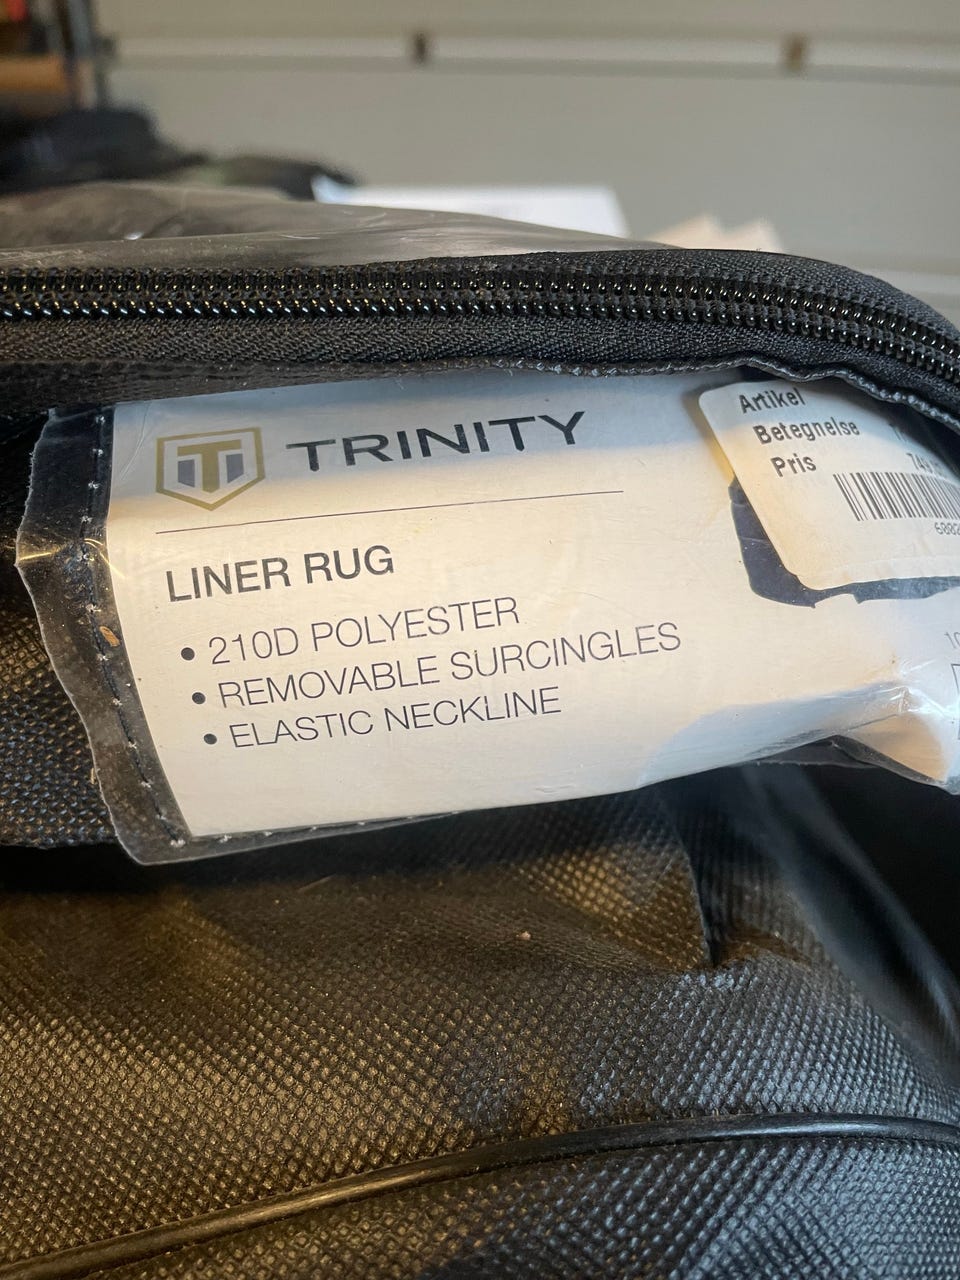 TRINITY
LINER RUG
• 210D POLYESTER
• REMOVABLE SURCINGLES
• ELASTIC NECKLINE
Artikel
Betegnelse
Pris